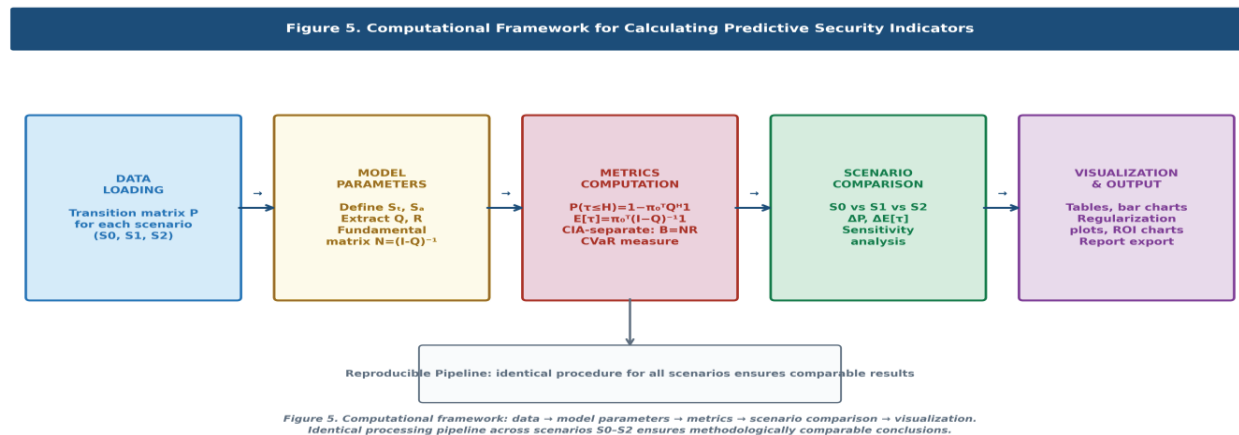 Figure 5. Computational Framework for Calculating Predictive Security Indicators
DATA
LOADING
Transition matrix P
for each scenario
(S0, S1, S2)
→
MODEL
PARAMETERS
Define Sₜ, Sₐ
Extract Q, R
Fundamental
matrix N=(I-Q)⁻¹
→
METRICS
COMPUTATION
P(τ≤H)=1−π₀ᵀQᴴ1
E[τ]=π₀ᵀ(I−Q)⁻¹1
CIA-separate: B=NR
CVaR measure
→
SCENARIO
COMPARISON
S0 vs S1 vs S2
ΔP, ΔE[τ]
Sensitivity
analysis
→
VISUALIZATION
& OUTPUT
Tables, bar charts
Regularization
plots, ROI charts
Report export
Reproducible Pipeline: identical procedure for all scenarios ensures comparable results
Figure 5. Computational framework: data → model parameters → metrics → scenario comparison → visualization.
Identical processing pipeline across scenarios S0–S2 ensures methodologically comparable conclusions.